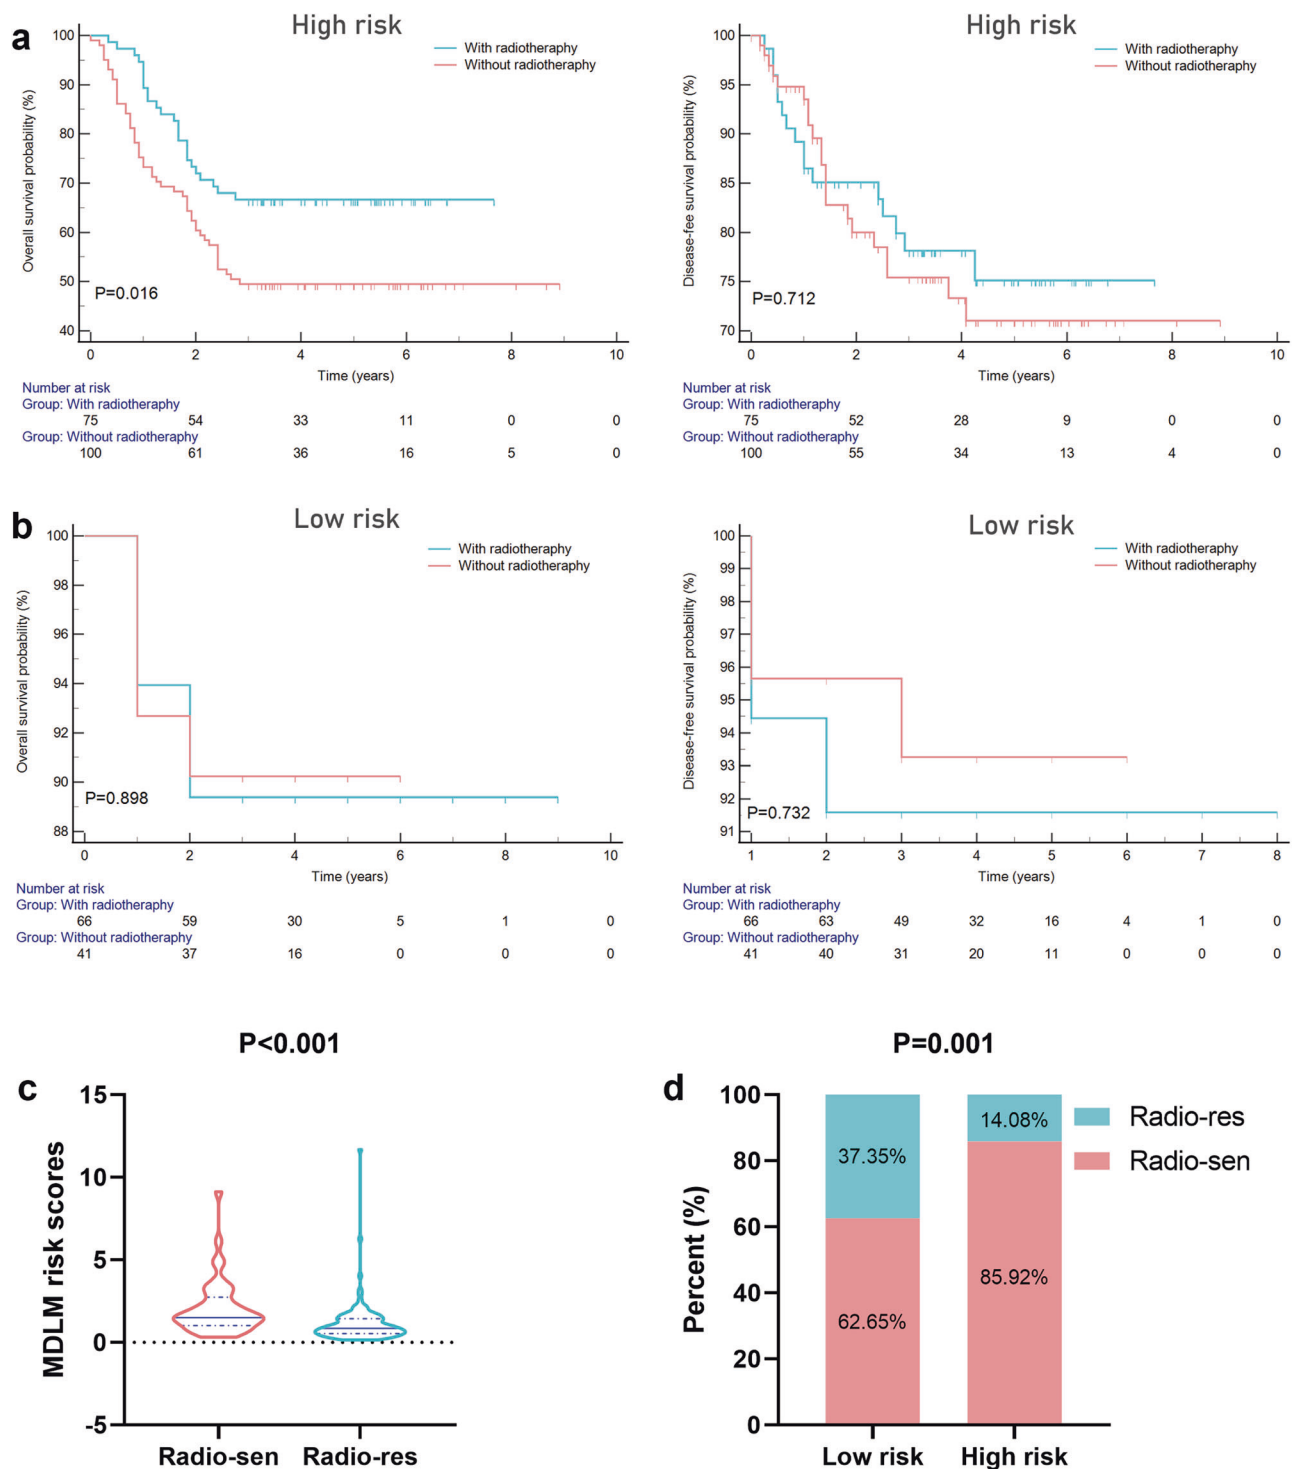 a
High risk
With radiotheraphy
Without radiotheraphy
Overall survival probability (%)
100
90
80
70
60
50
40
P=0.016
0 2 4 6 8 10
Time (years)
Number at risk
Group: With radiotheraphy
75 54 33 11 0 0
Group: Without radiotheraphy
100 61 36 16 5 0
High risk
With radiotheraphy
Without radiotheraphy
Disease-fee survival probability (%)
100
95
90
85
80
75
70
P=0.712
0 2 4 6 8 10
Time (years)
Number at risk
Group: With radiotheraphy
75 52 28 9 0 0
Group: Without radiotheraphy
100 55 34 13 4 0
b
Low risk
With radiotheraphy
Without radiotheraphy
Overall survival probability (%)
100
98
96
94
92
90
88
P=0.898
0 2 4 6 8 10
Time (years)
Number at risk
Group: With radiotheraphy
66 59 30 5 1 0
Group: Without radiotheraphy
41 37 16 0 0 0
Low risk
With radiotheraphy
Without radiotheraphy
Disease-free survival probability (%)
100
99
98
97
96
95
94
93
92
91
P=0.732
1 2 3 4 5 6 7 8
Time (years)
Number at risk
Group: With radiotheraphy
66 63 49 32 16 4 1 0
Group: Without radiotheraphy
41 40 31 20 11 0 0 0
c
P<0.001
MDLM risk scores
15
10
5
0
-5
Radio-sen Radio-res
d
P=0.001
Percent (%)
100
80
60
40
20
0
37.35%
62.65%
14.08%
85.92%
Radio-res
Radio-sen
Low risk High risk